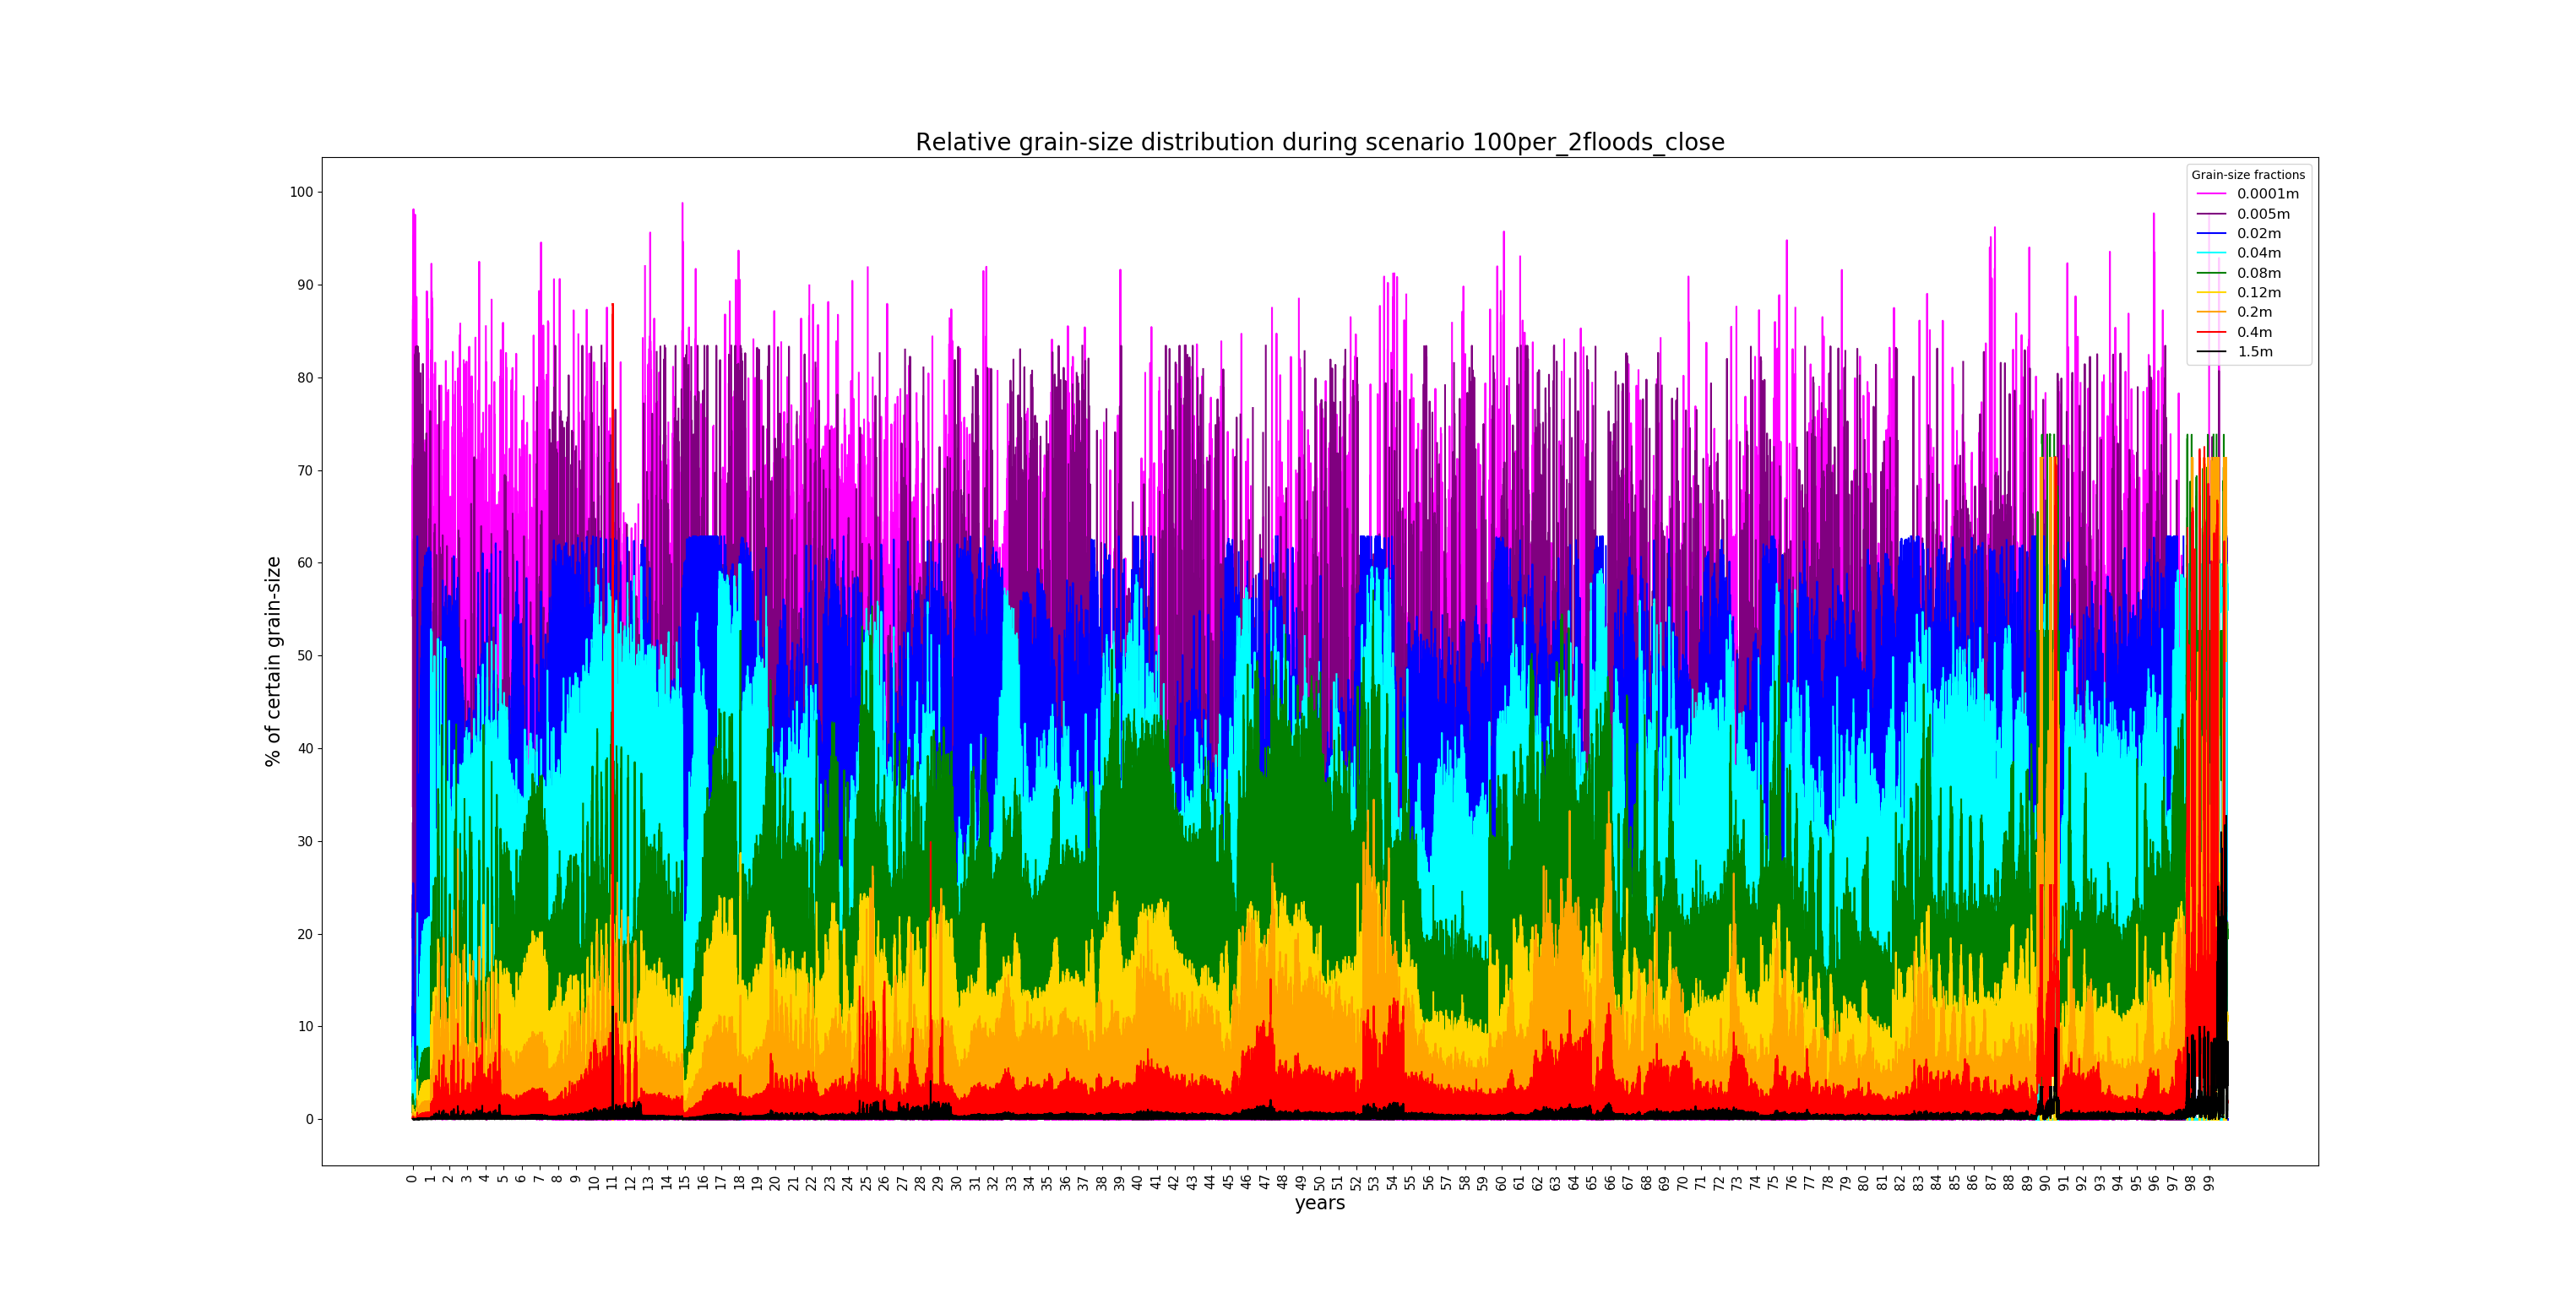 Relative grain-size distribution during scenario 100per_2floods_close
Grain-size fractions
0.0001m
0.005m
0.02m
0.04m
0.08m
0.12m
0.2m
0.4m
1.5m
% of certain grain-size
100
90
80
70
60
50
40
30
20
10
0
0 1 2 3 4 5 6 7 8 9 10 11 12 13 14 15 16 17 18 19 20 21 22 23 24 25 26 27 28 29 30 31 32 33 34 35 36 37 38 39 40 41 42 43 44 45 46 47 48 49 50 51 52 53 54 55 56 57 58 59 60 61 62 63 64 65 66 67 68 69 70 71 72 73 74 75 76 77 78 79 80 81 82 83 84 85 86 87 88 89 90 91 92 93 94 95 96 97 98 99
years